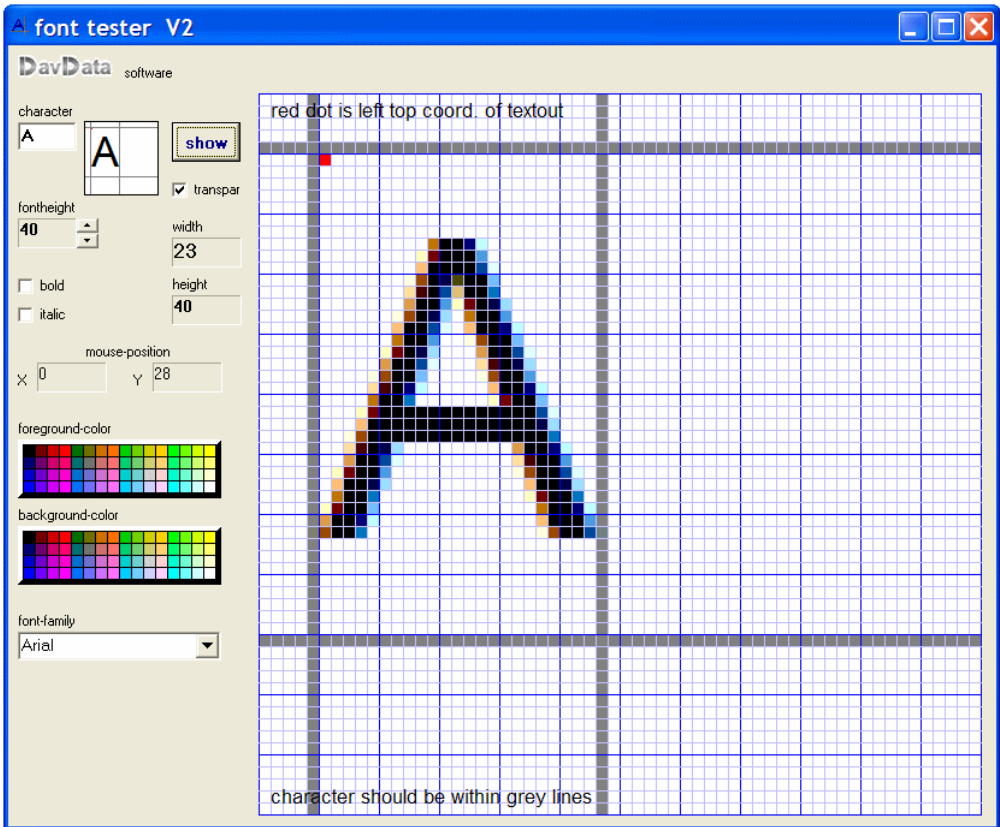 font tester V2
DavData software
character
A
A
show
transpar
fontheight
40
width
23
bold
italic
height
40
mouse-position
X 0 Y 28
foreground-color
background-color
font-family
Arial
red dot is left top coord. of textout
A
character should be within grey lines